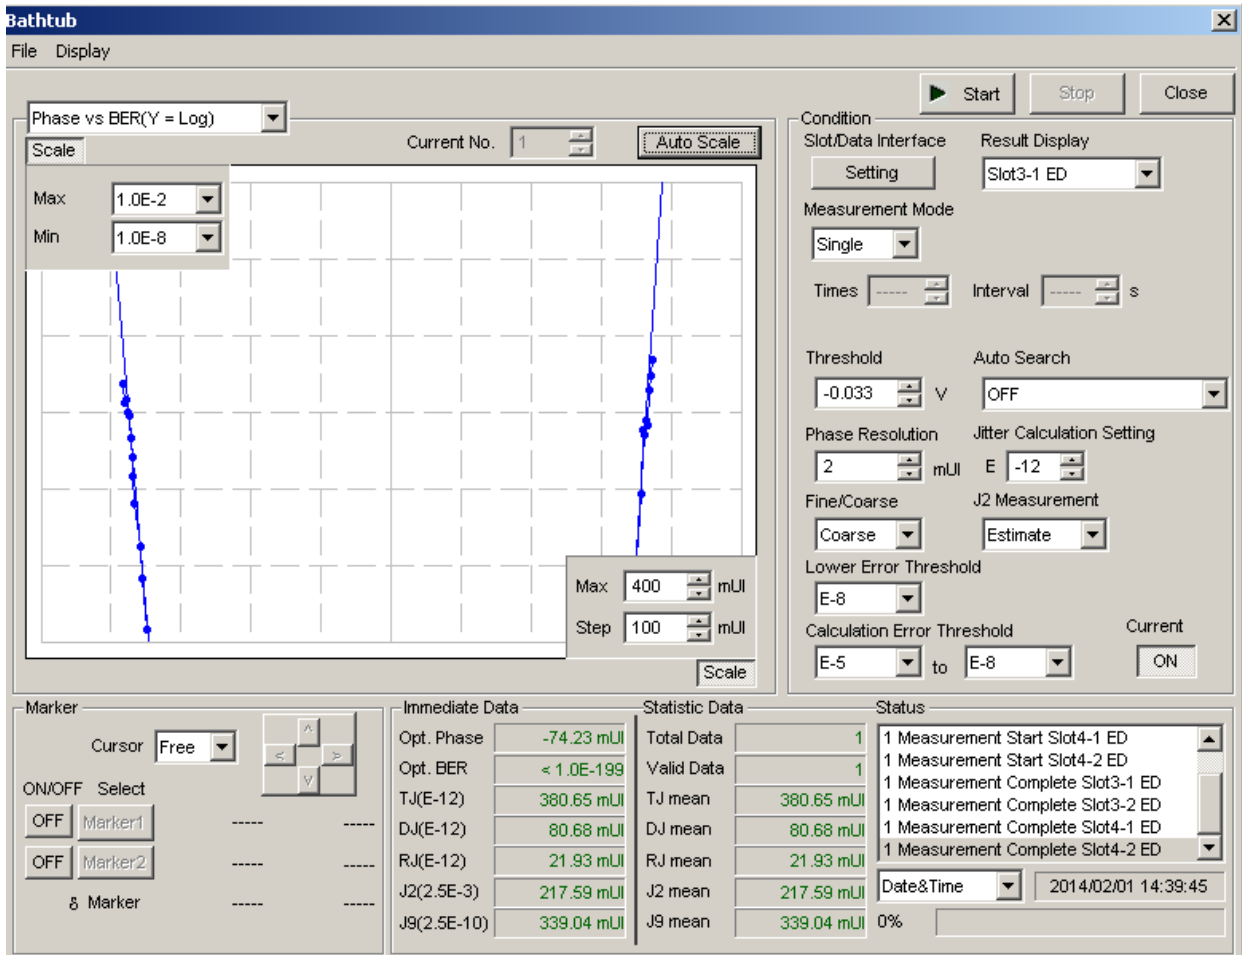 Bathtub
File Display
Start Stop Close
Phase vs BER(Y = Log)
Scale
Current No. 1 Auto Scale
Max 1.0E-2
Min 1.0E-8
Max 400 mUI
Step 100 mUI
Scale
Condition
Slot/Data Interface Result Display
Setting Slot3-1 ED
Measurement Mode
Single
Times ----- Interval ----- s
Threshold Auto Search
-0.033 V OFF
Phase Resolution Jitter Calculation Setting
2 mUI E -12
Fine/Coarse J2 Measurement
Coarse Estimate
Lower Error Threshold
E-8
Calculation Error Threshold Current
E-5 to E-8 ON
Marker
Cursor Free
< ^ > v
ON/OFF Select
OFF Marker1 ----- -----
OFF Marker2 ----- -----
δ Marker ----- -----
Immediate Data
Opt. Phase -74.23 mUI
Opt. BER < 1.0E-199
TJ(E-12) 380.65 mUI
DJ(E-12) 80.68 mUI
RJ(E-12) 21.93 mUI
J2(2.5E-3) 217.59 mUI
J9(2.5E-10) 339.04 mUI
Statistic Data
Total Data 1
Valid Data 1
TJ mean 380.65 mUI
DJ mean 80.68 mUI
RJ mean 21.93 mUI
J2 mean 217.59 mUI
J9 mean 339.04 mUI
Status
1 Measurement Start Slot4-1 ED
1 Measurement Start Slot4-2 ED
1 Measurement Complete Slot3-1 ED
1 Measurement Complete Slot3-2 ED
1 Measurement Complete Slot4-1 ED
1 Measurement Complete Slot4-2 ED
Date&Time 2014/02/01 14:39:45
0%